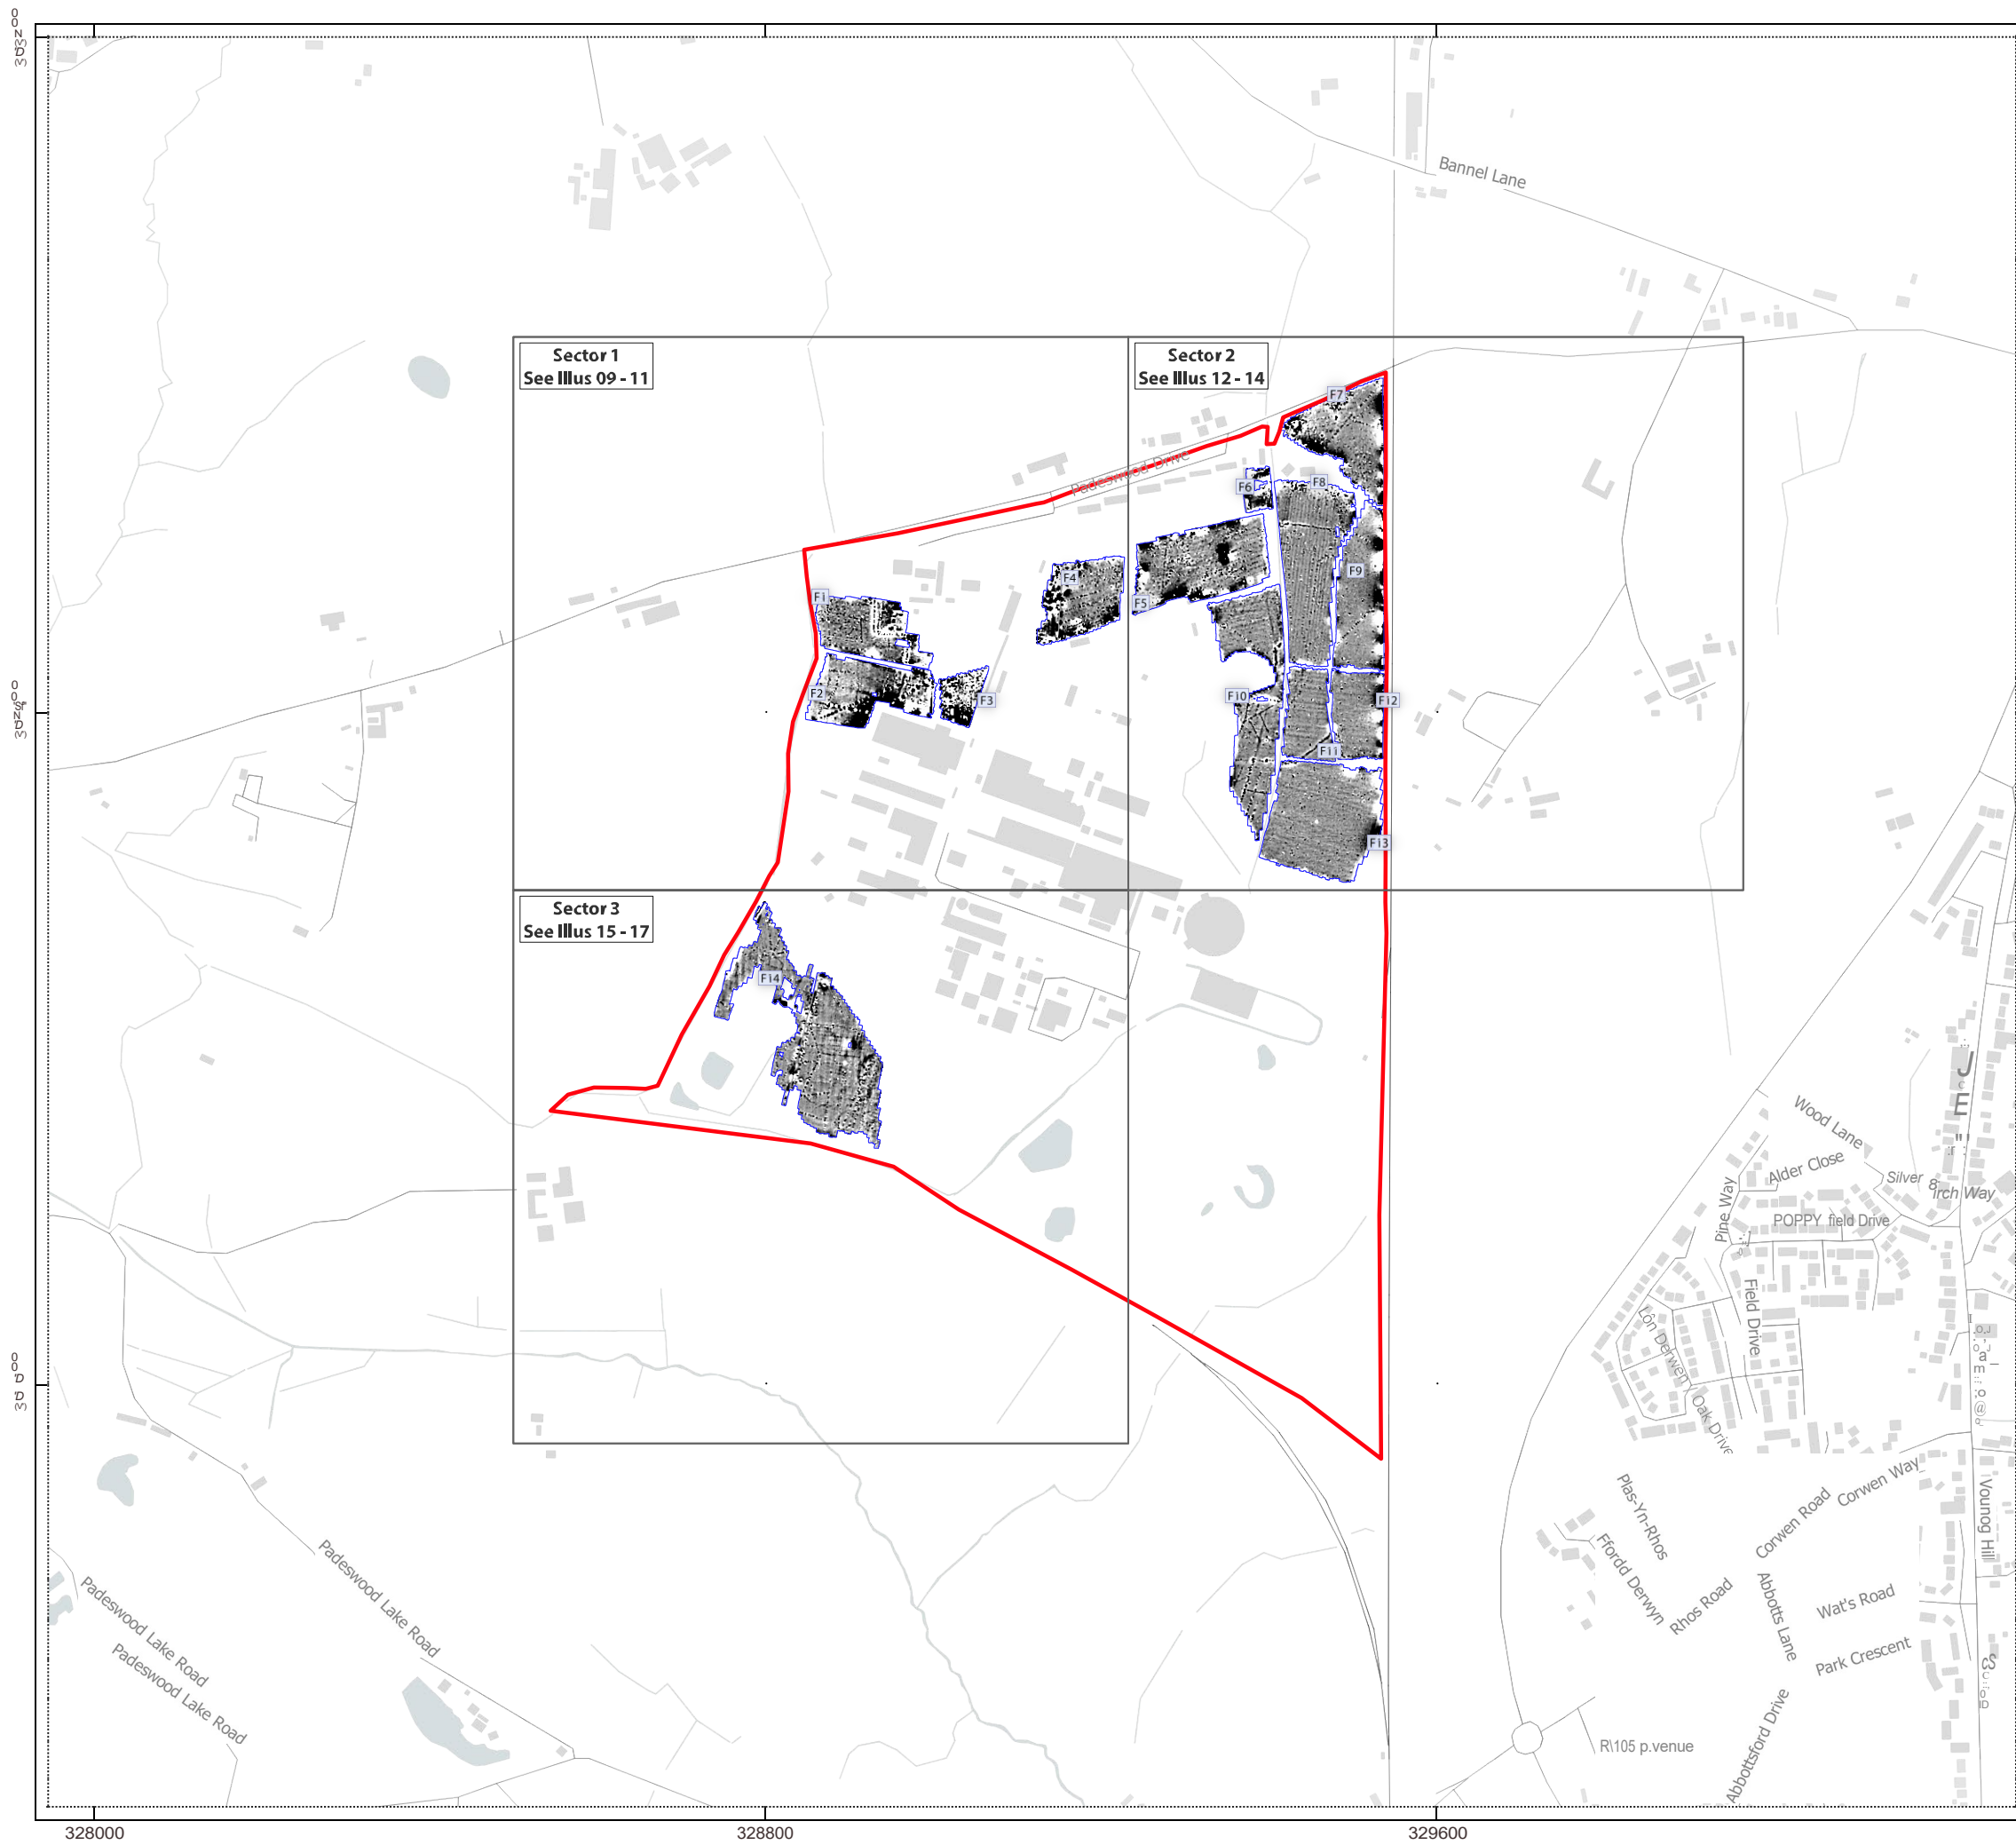 Bannel Lane
Sector 1
See Illus 09 - 11
Sector 2
See Illus 12 - 14
F7
Padeswood Drive
F6
F8
F4
F9
F5
F1
F2
F3
F10
F12
F11
F13
Sector 3
See Illus 15 - 17
F14
Wood Lane
Alder Close
Silver
irch Way
Pine Way
POPPY field Drive
Field Drive
Lôn Derwen
Oak Drive
Plas-Yn-Rhos
Corwen Road
Corwen Way
Vounog Hill
Ffordd Derwyn
Rhos Road
Abbotts Lane
Wat's Road
Park Crescent
Padeswood Lake Road
Padeswood Lake Road
Padeswood Lake Road
R\105 p.venue
Abbottsford Drive
328000
328800
329600